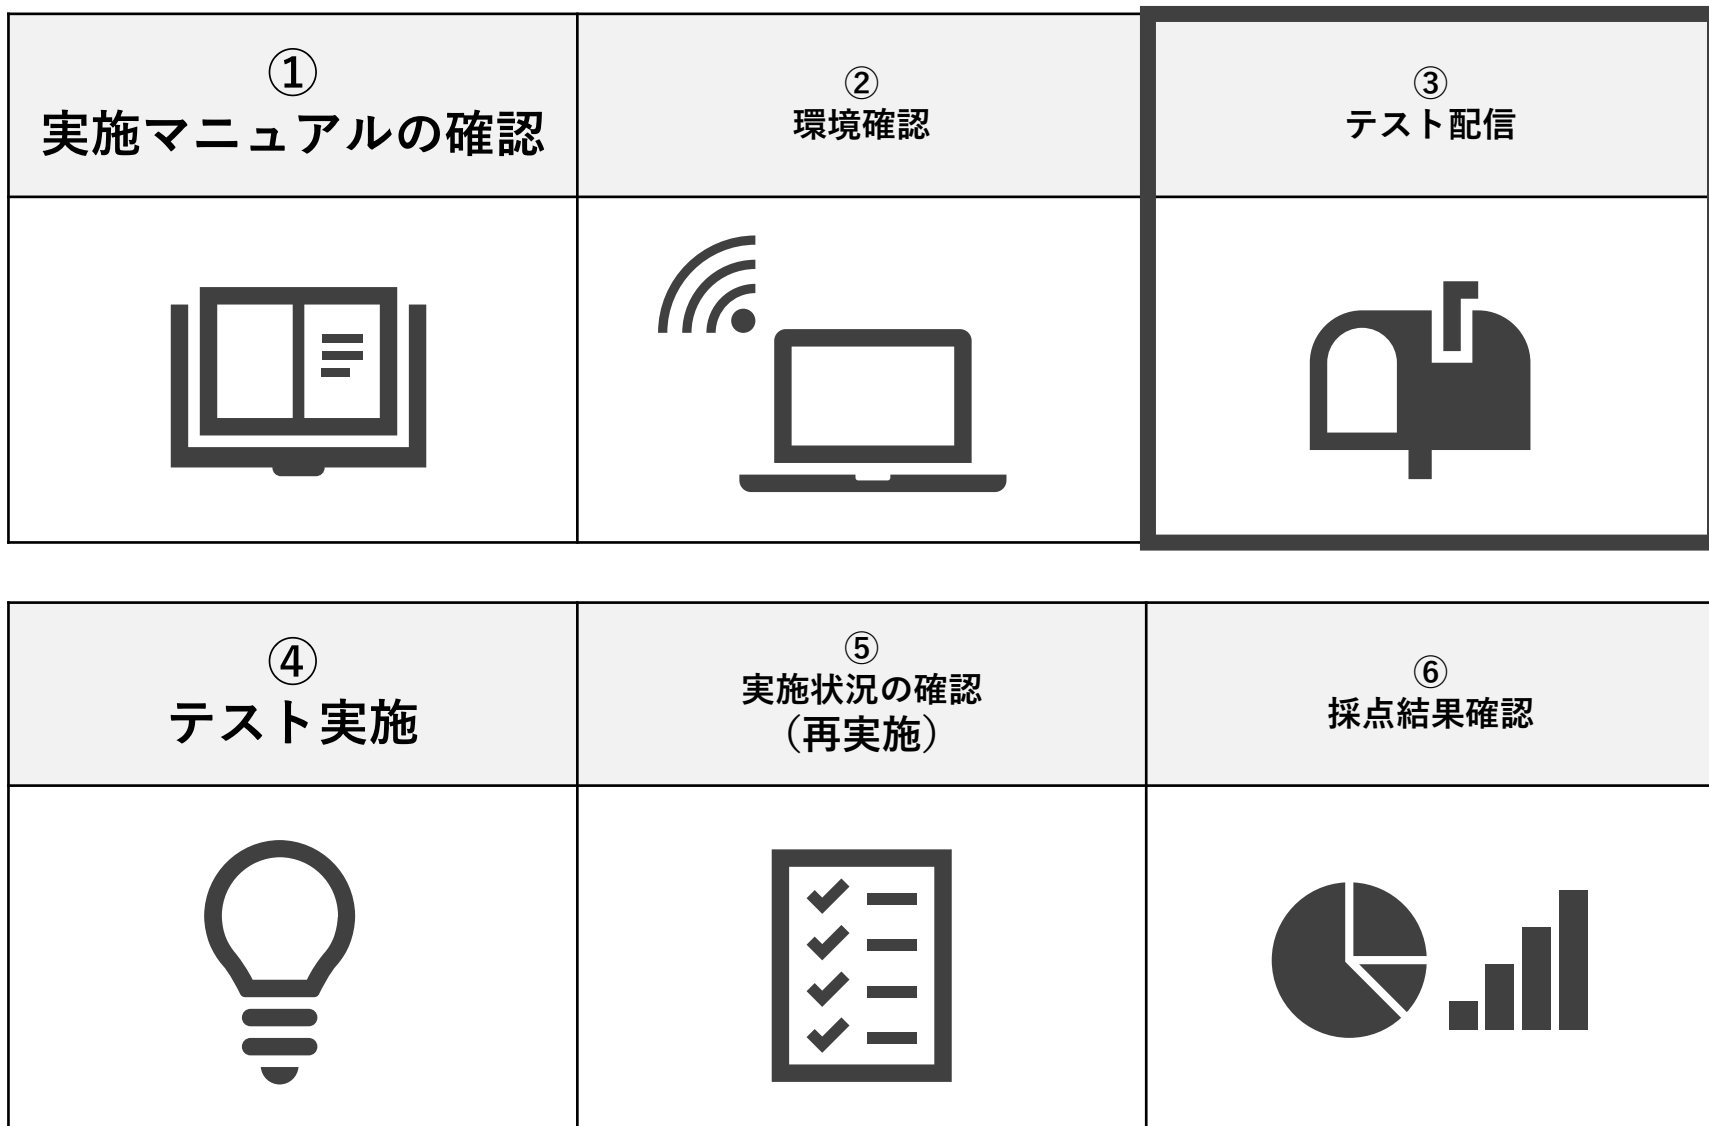 ①
実施マニュアルの確認
②
環境確認
③
テスト配信
④
テスト実施
⑤
実施状況の確認
（再実施）
⑥
採点結果確認